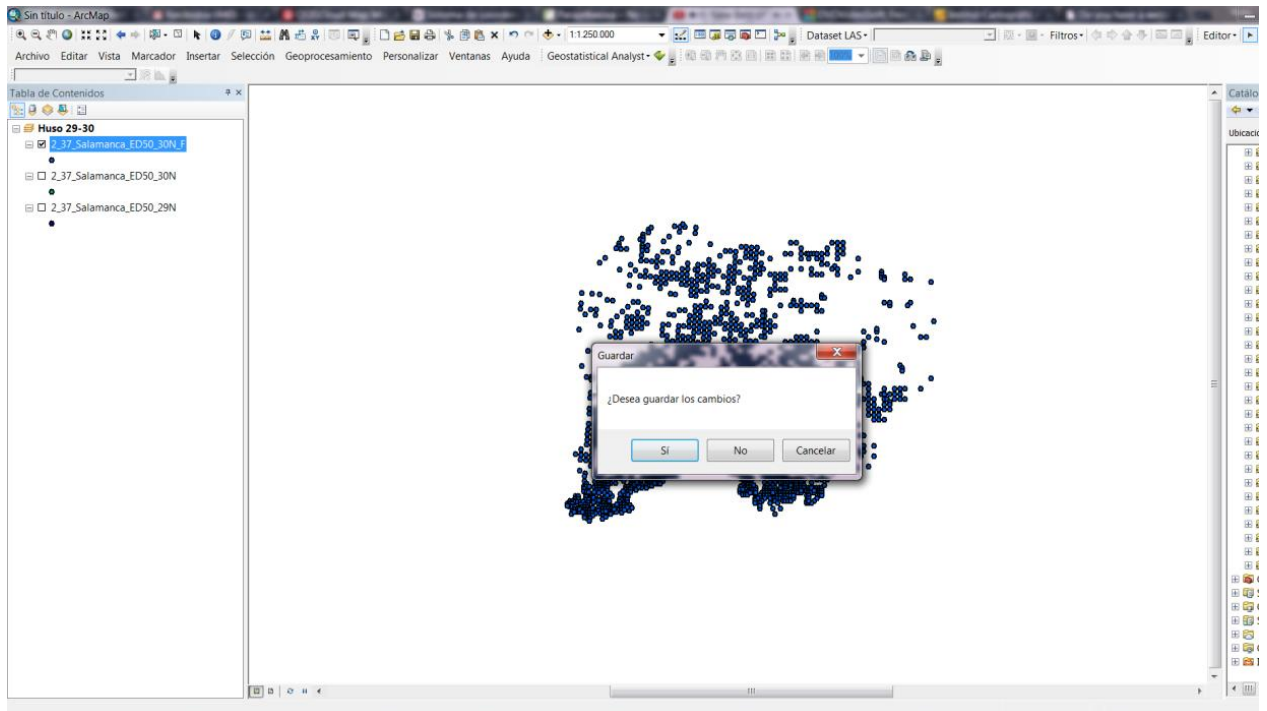 Sin título - ArcMap
1:1.250.000
Dataset LAS
Filtros
Editor
Archivo Editar Vista Marcador Insertar Selección Geoprocesamiento Personalizar Ventanas Ayuda Geostatistical Analyst
Tabla de Contenidos
Catálo
Huso 29-30
Ubicació
2_37_Salamanca_ED50_30N_F
2_37_Salamanca_ED50_30N
2_37_Salamanca_ED50_29N
Guardar
¿Desea guardar los cambios?
Sí No Cancelar